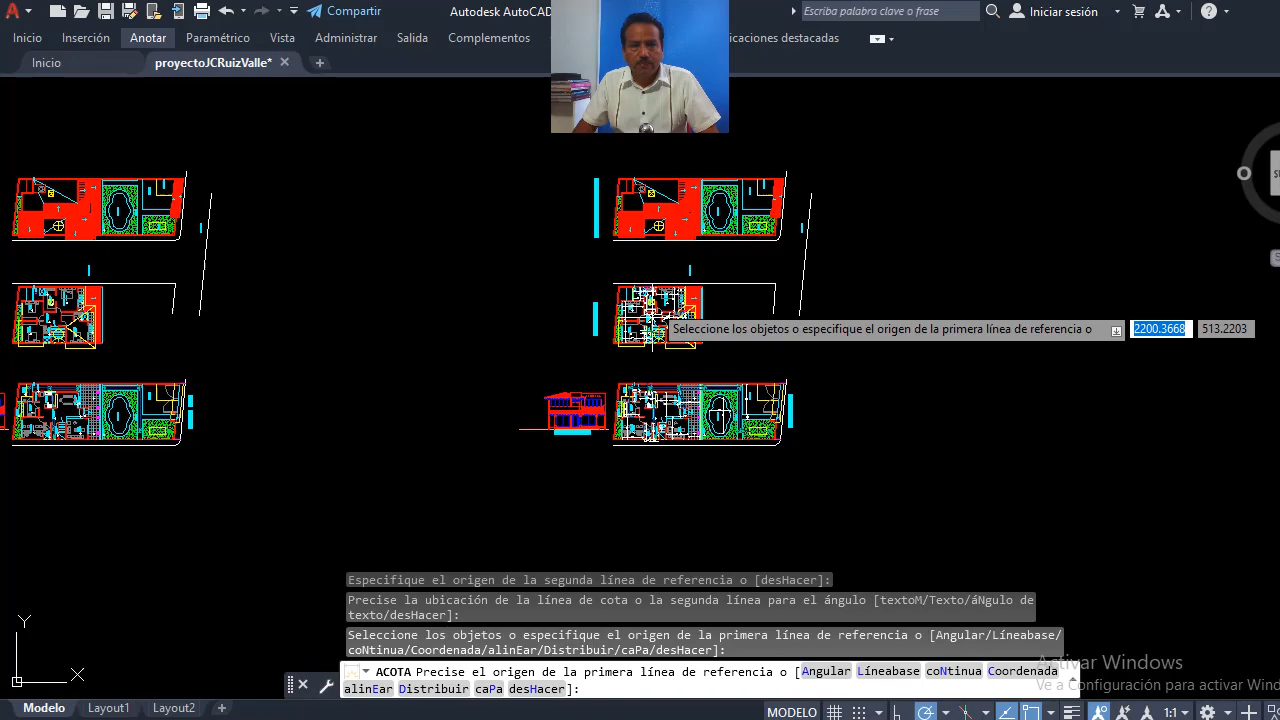 Compartir
Autodesk AutoCAD
Escriba palabra clave o frase
Iniciar sesión
Inicio
Inserción
Anotar
Paramétrico
Vista
Administrar
Salida
Complementos
destacadas
Inicio
proyectoJCRuizValle*
Seleccione los objetos o especifique el origen de la primera línea de referencia o
2200.3668
513.2203
Especifique el origen de la segunda línea de referencia o [desHacer]:
Precise la ubicación de la línea de cota o la segunda línea para el ángulo [textoM/Texto/áNgulo de
texto/desHacer]:
Seleccione los objetos o especifique el origen de la primera línea de referencia o [Angular/Líneabase/
coNtinua/Coordenada/alinEar/Distribuir/caPa/desHacer]:
ACOTA Precise el origen de la primera línea de referencia o [Angular Líneabase coNtinua Coordenada
alinEar Distribuir caPa desHacer]:
Activar Windows
Ve a Configuración para activar Win
Y
X
Modelo
Layout1
Layout2
MODELO
1:1